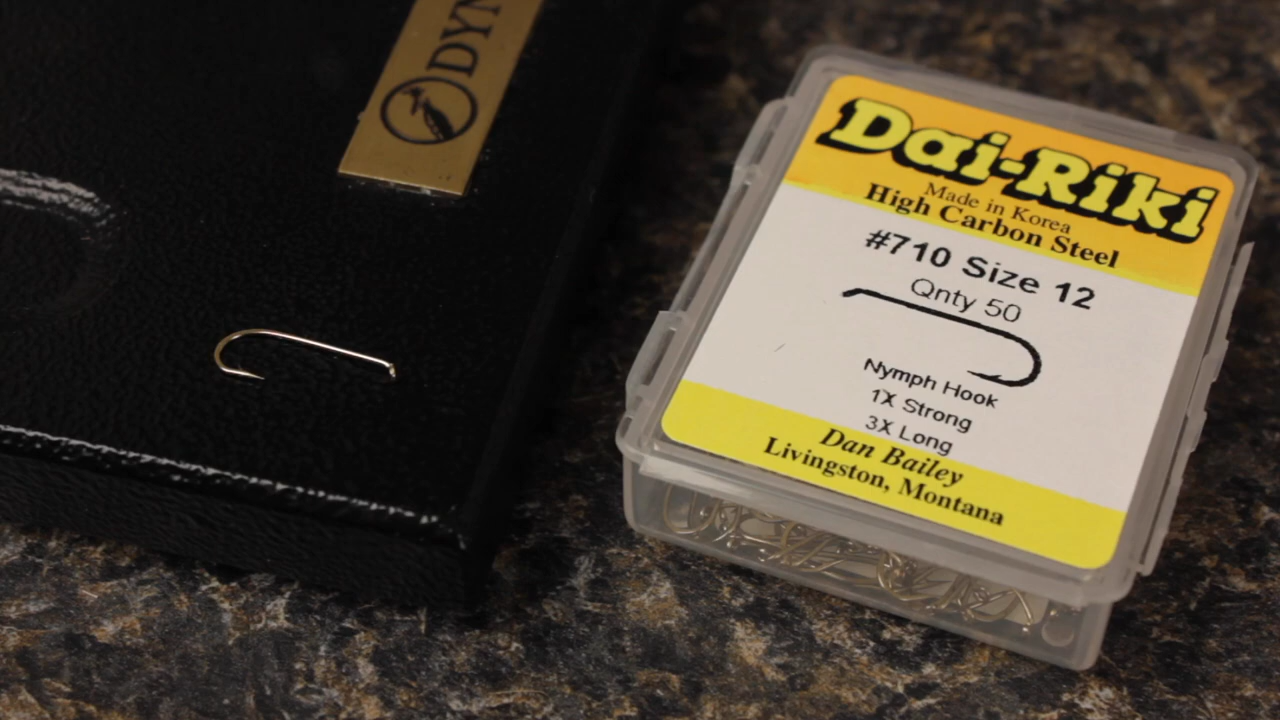 DYN
Dai-Riki
Made in Korea
High Carbon Steel
#710 Size 12
Qnty 50
Nymph Hook
1X Strong
3X Long
Dan Bailey
Livingston, Montana